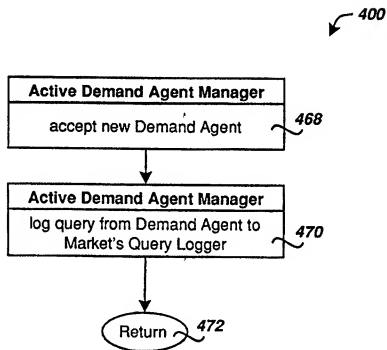 400
Active Demand Agent Manager
accept new Demand Agent
468
Active Demand Agent Manager
log query from Demand Agent to
Market's Query Logger
470
Return
472